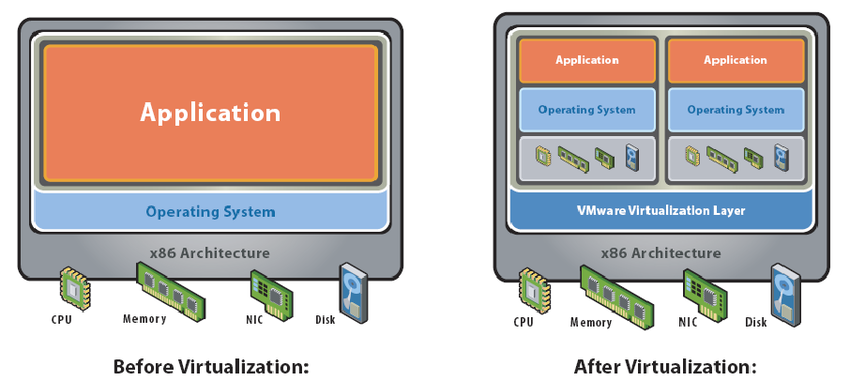 Application
Operating System
x86 Architecture
CPU
Memory
NIC
Disk
Before Virtualization:
Application
Application
Operating System
Operating System
VMware Virtualization Layer
x86 Architecture
CPU
Memory
NIC
Disk
After Virtualization: